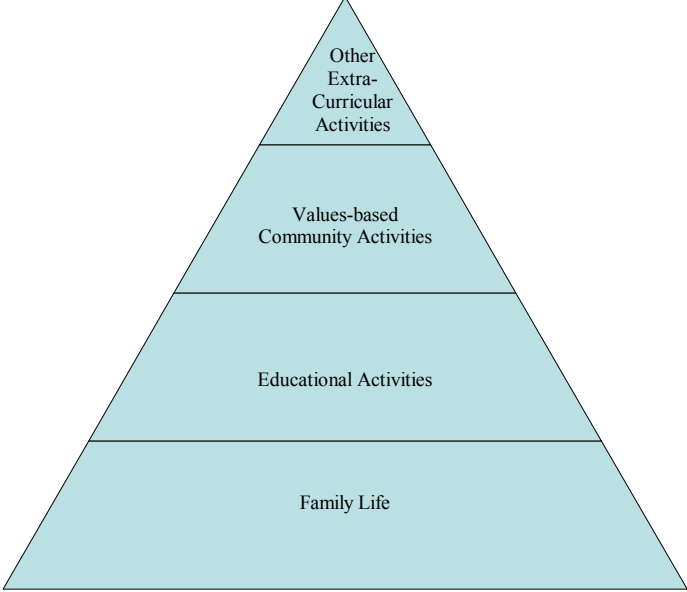 Other
Extra-
Curricular
Activities
Values-based
Community Activities
Educational Activities
Family Life